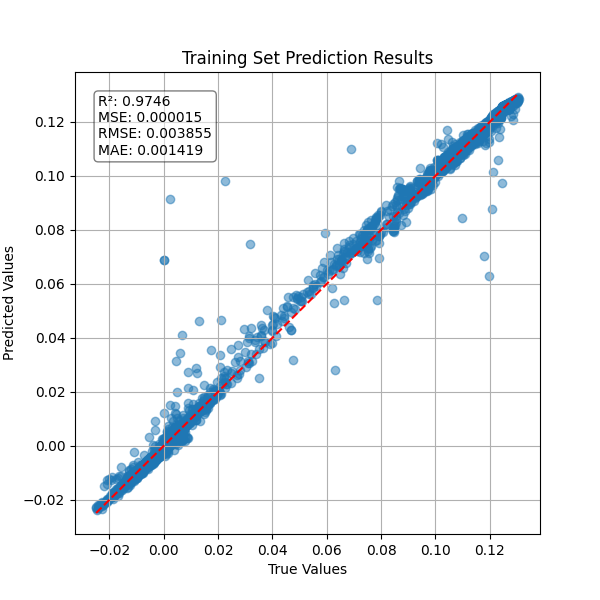 Training Set Prediction Results
R²: 0.9746
MSE: 0.000015
RMSE: 0.003855
MAE: 0.001419
Predicted Values
0.12
0.10
0.08
0.06
0.04
0.02
0.00
−0.02
−0.02 0.00 0.02 0.04 0.06 0.08 0.10 0.12
True Values